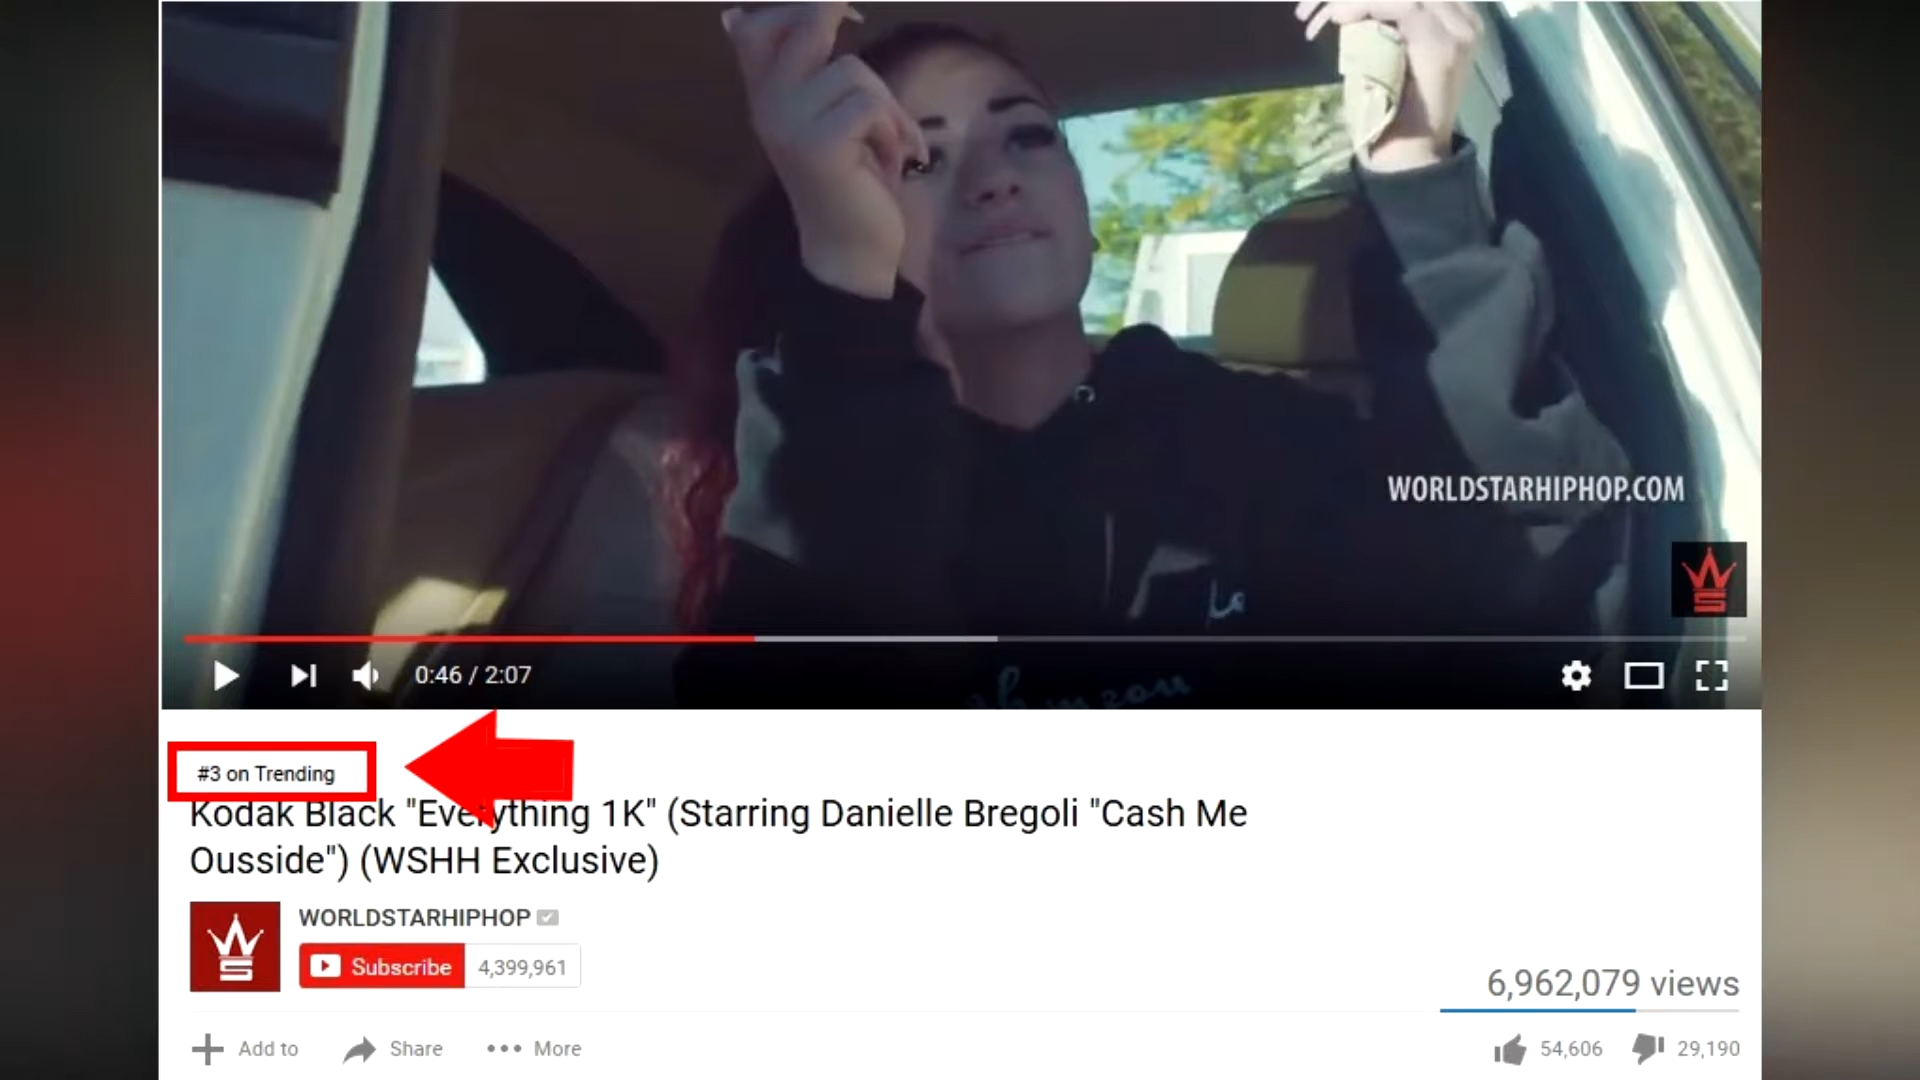 WORLDSTARHIPHOP.COM
0:46 / 2:07
#3 on Trending
Kodak Black "Everything 1K" (Starring Danielle Bregoli "Cash Me
Ousside") (WSHH Exclusive)
WORLDSTARHIPHOP
Subscribe 4,399,961
6,962,079 views
Add to Share More
54,606 29,190